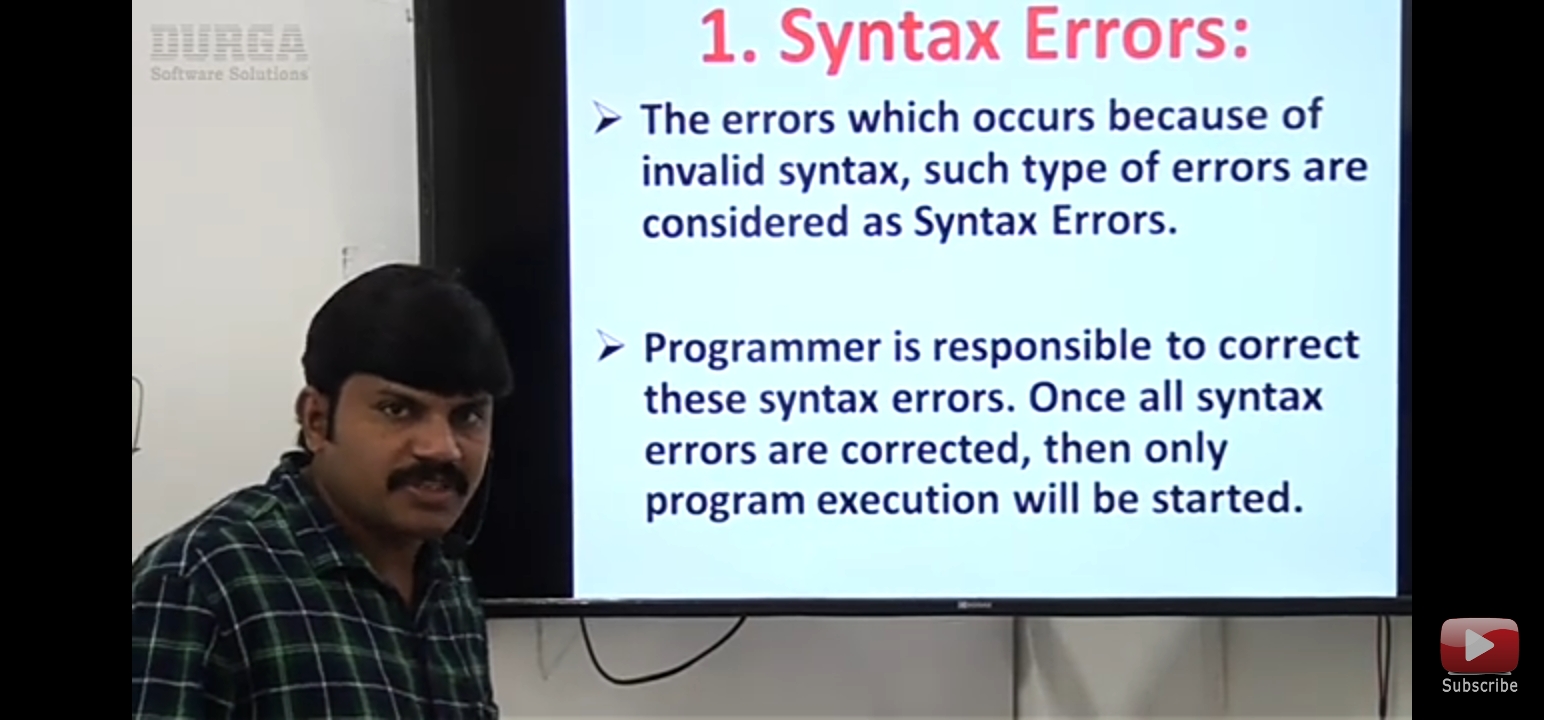 DURGA
Software Solutions
1. Syntax Errors:
➢ The errors which occurs because of
invalid syntax, such type of errors are
considered as Syntax Errors.
➢ Programmer is responsible to correct
these syntax errors. Once all syntax
errors are corrected, then only
program execution will be started.
Subscribe